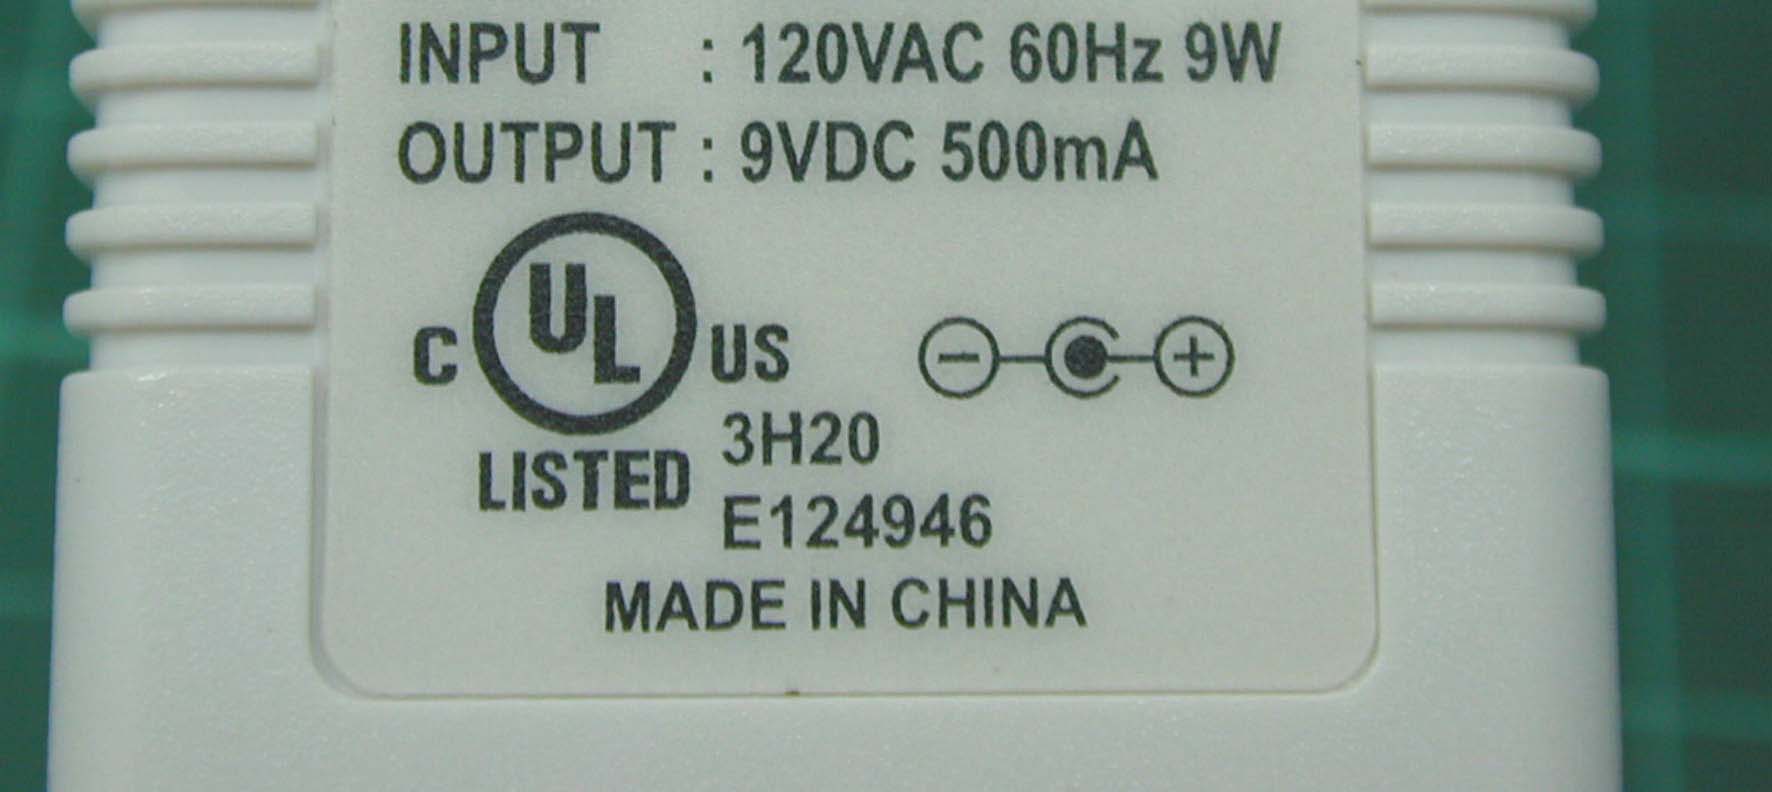 INPUT : 120VAC 60Hz 9W
OUTPUT : 9VDC 500mA
C UL US
LISTED
3H20
E124946
MADE IN CHINA